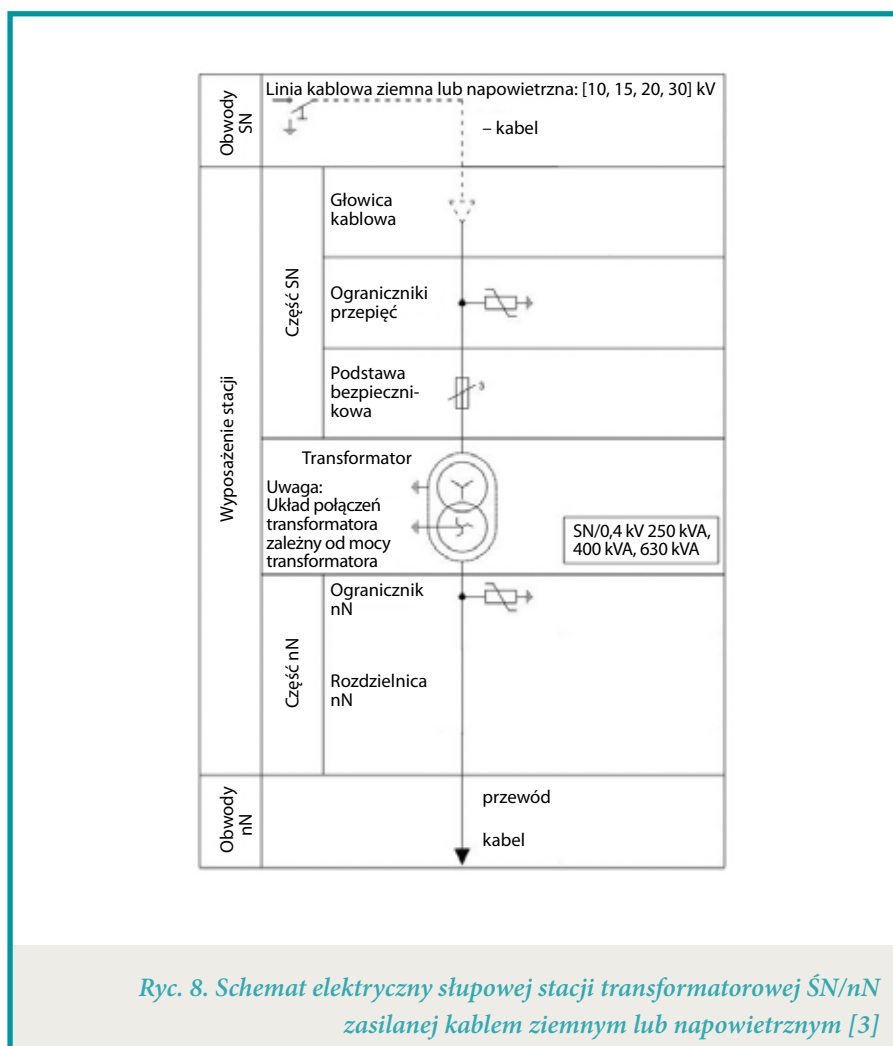 Obwody
SN
Linia kablowa ziemna lub napowietrzna: [10, 15, 20, 30] kV
– kabel
Wyposażenie stacji
Część SN
Głowica
kablowa
Ograniczniki
przepięć
Podstawa
bezpieczni-
kowa
3
Transformator
Uwaga:
Układ połączeń
transformatora
zależny od mocy
transformatora
SN/0,4 kV 250 kVA,
400 kVA, 630 kVA
Część nN
Ogranicznik
nN
Rozdzielnica
nN
Obwody
nN
przewód
kabel
Ryc. 8. Schemat elektryczny słupowej stacji transformatorowej ŚN/nN
zasilanej kablem ziemnym lub napowietrznym [3]